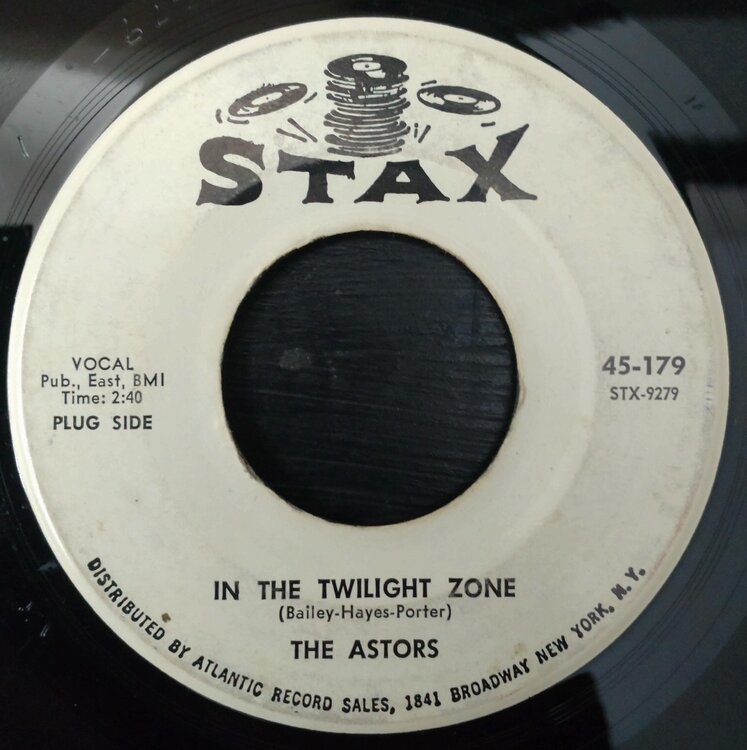 STAX
VOCAL
Pub., East, BMI
Time: 2:40
PLUG SIDE
45-179
STX-9279
IN THE TWILIGHT ZONE
(Bailey-Hayes-Porter)
THE ASTORS
DISTRIBUTED BY ATLANTIC RECORD SALES, 1841 BROADWAY NEW YORK, N.Y.